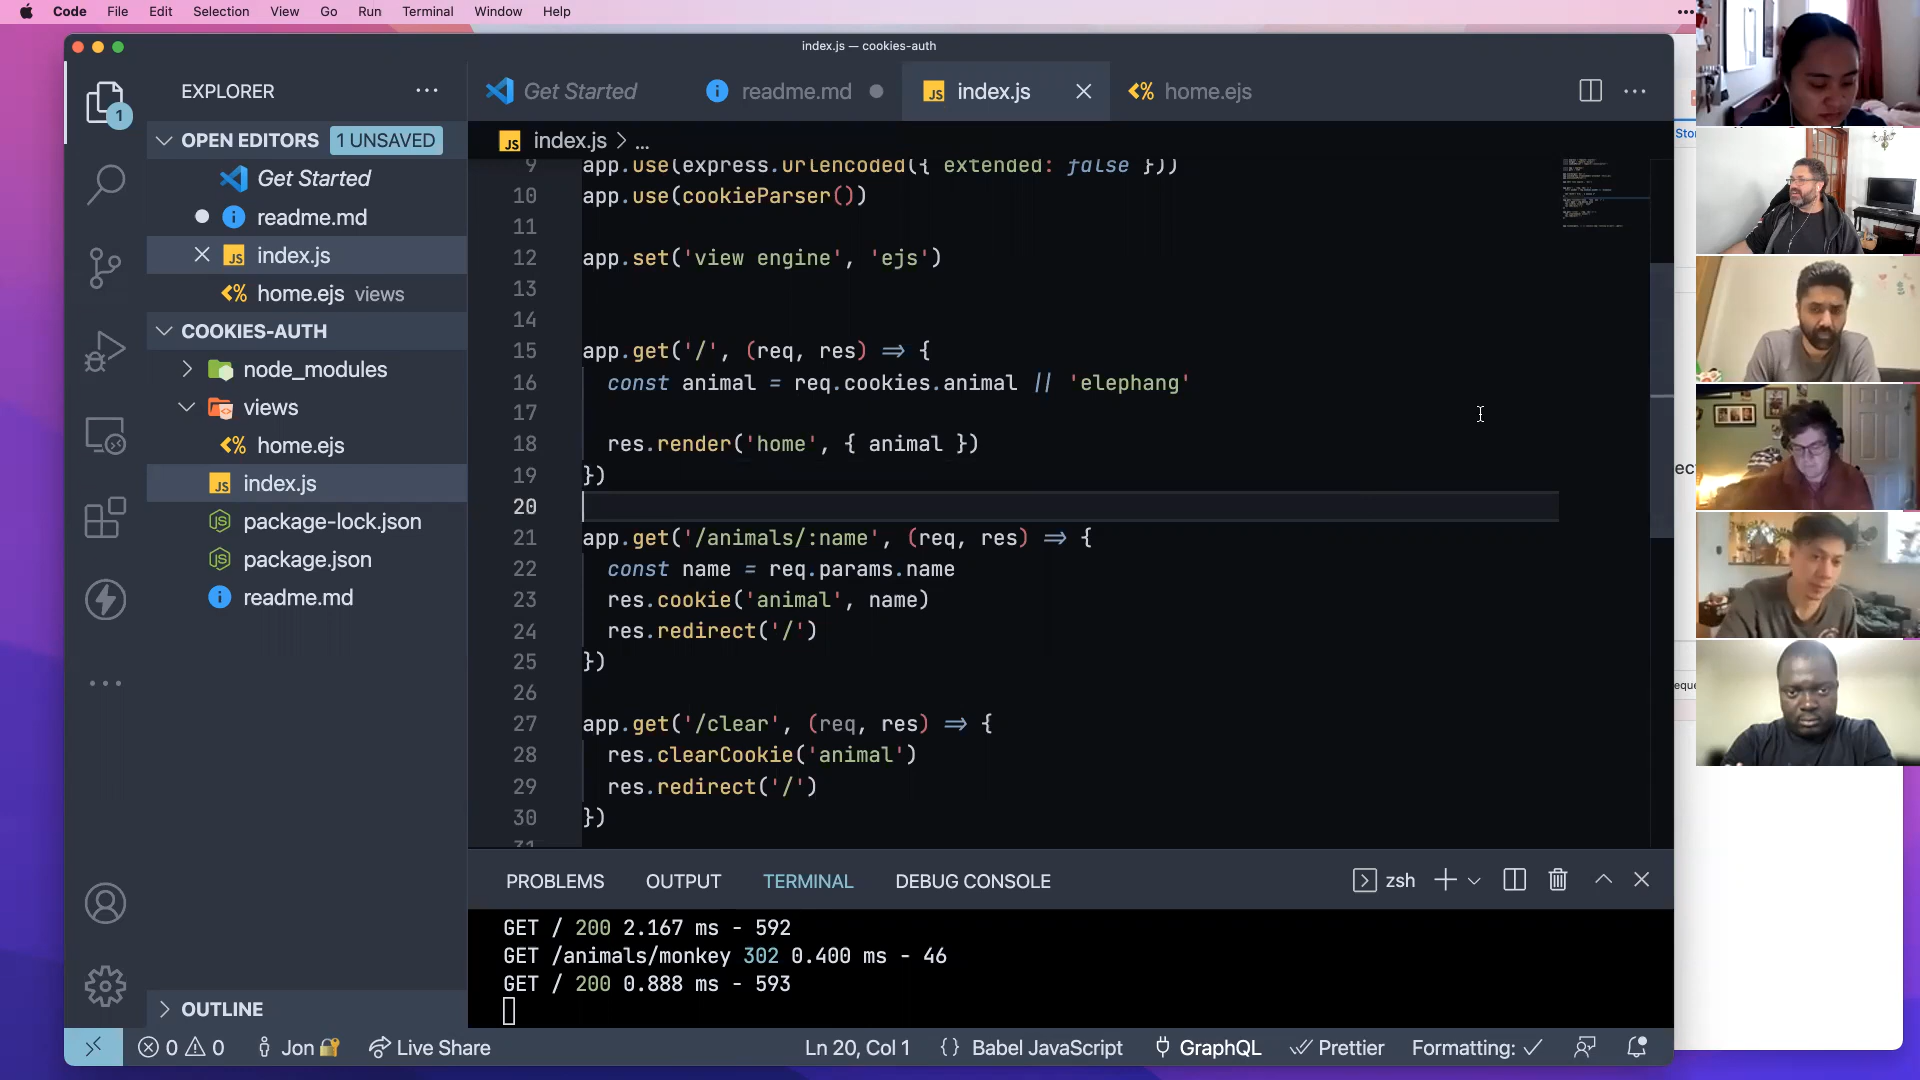 Code File Edit Selection View Go Run Terminal Window Help
index.js — cookies-auth
EXPLORER
OPEN EDITORS 1 UNSAVED
Get Started
readme.md
index.js
home.ejs views
COOKIES-AUTH
node_modules
views
home.ejs
index.js
package-lock.json
package.json
readme.md
OUTLINE
1
Get Started readme.md index.js home.ejs
index.js > ...
9 app.use(express.urlencoded({ extended: false }))
10 app.use(cookieParser())
11
12 app.set('view engine', 'ejs')
13
14
15 app.get('/', (req, res) => {
16 const animal = req.cookies.animal || 'elephang'
17
18 res.render('home', { animal })
19 })
20
21 app.get('/animals/:name', (req, res) => {
22 const name = req.params.name
23 res.cookie('animal', name)
24 res.redirect('/')
25 })
26
27 app.get('/clear', (req, res) => {
28 res.clearCookie('animal')
29 res.redirect('/')
30 })
31
PROBLEMS OUTPUT TERMINAL DEBUG CONSOLE zsh
GET / 200 2.167 ms - 592
GET /animals/monkey 302 0.400 ms - 46
GET / 200 0.888 ms - 593
0 0 Jon Live Share Ln 20, Col 1 {} Babel JavaScript GraphQL Prettier Formatting: ✓